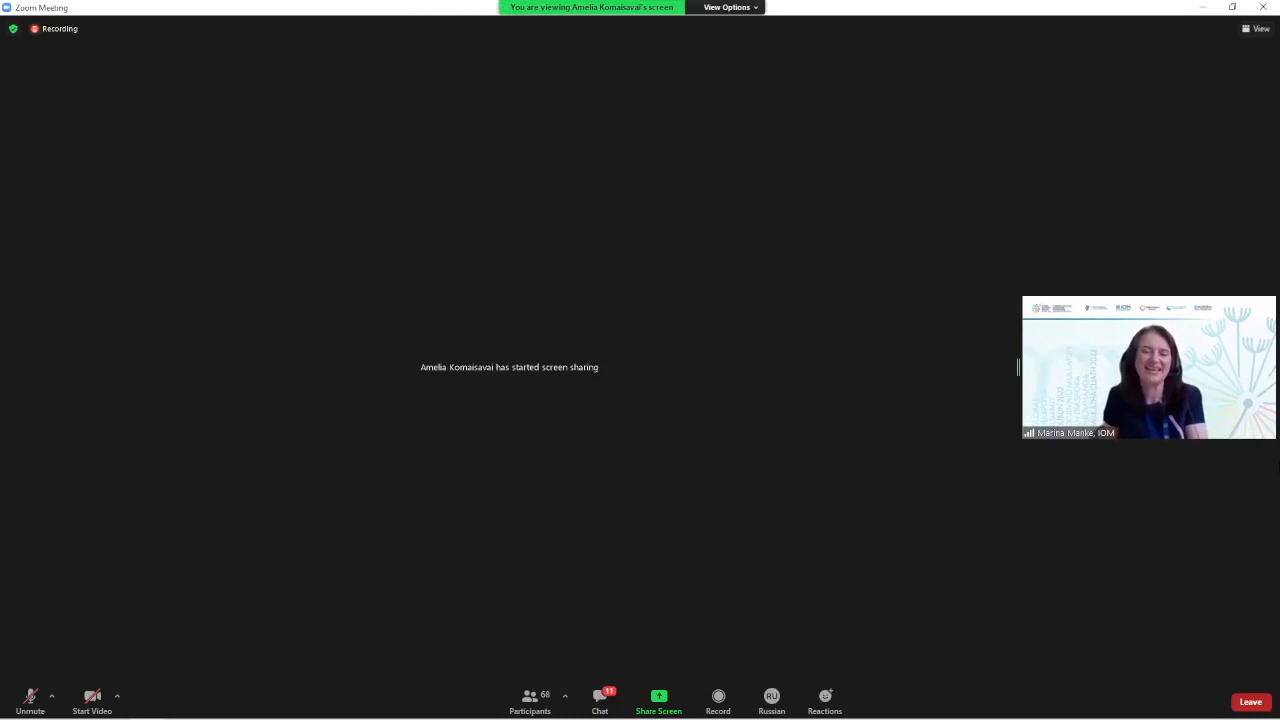 Zoom Meeting
You are viewing Amelia Komaisavai's screen
View Options
Recording
View
Amelia Komaisavai has started screen sharing
IOM
Marina Manke, IOM
Unmute
Start Video
68
Participants
11
Chat
Share Screen
Record
RU
Russian
Reactions
Leave